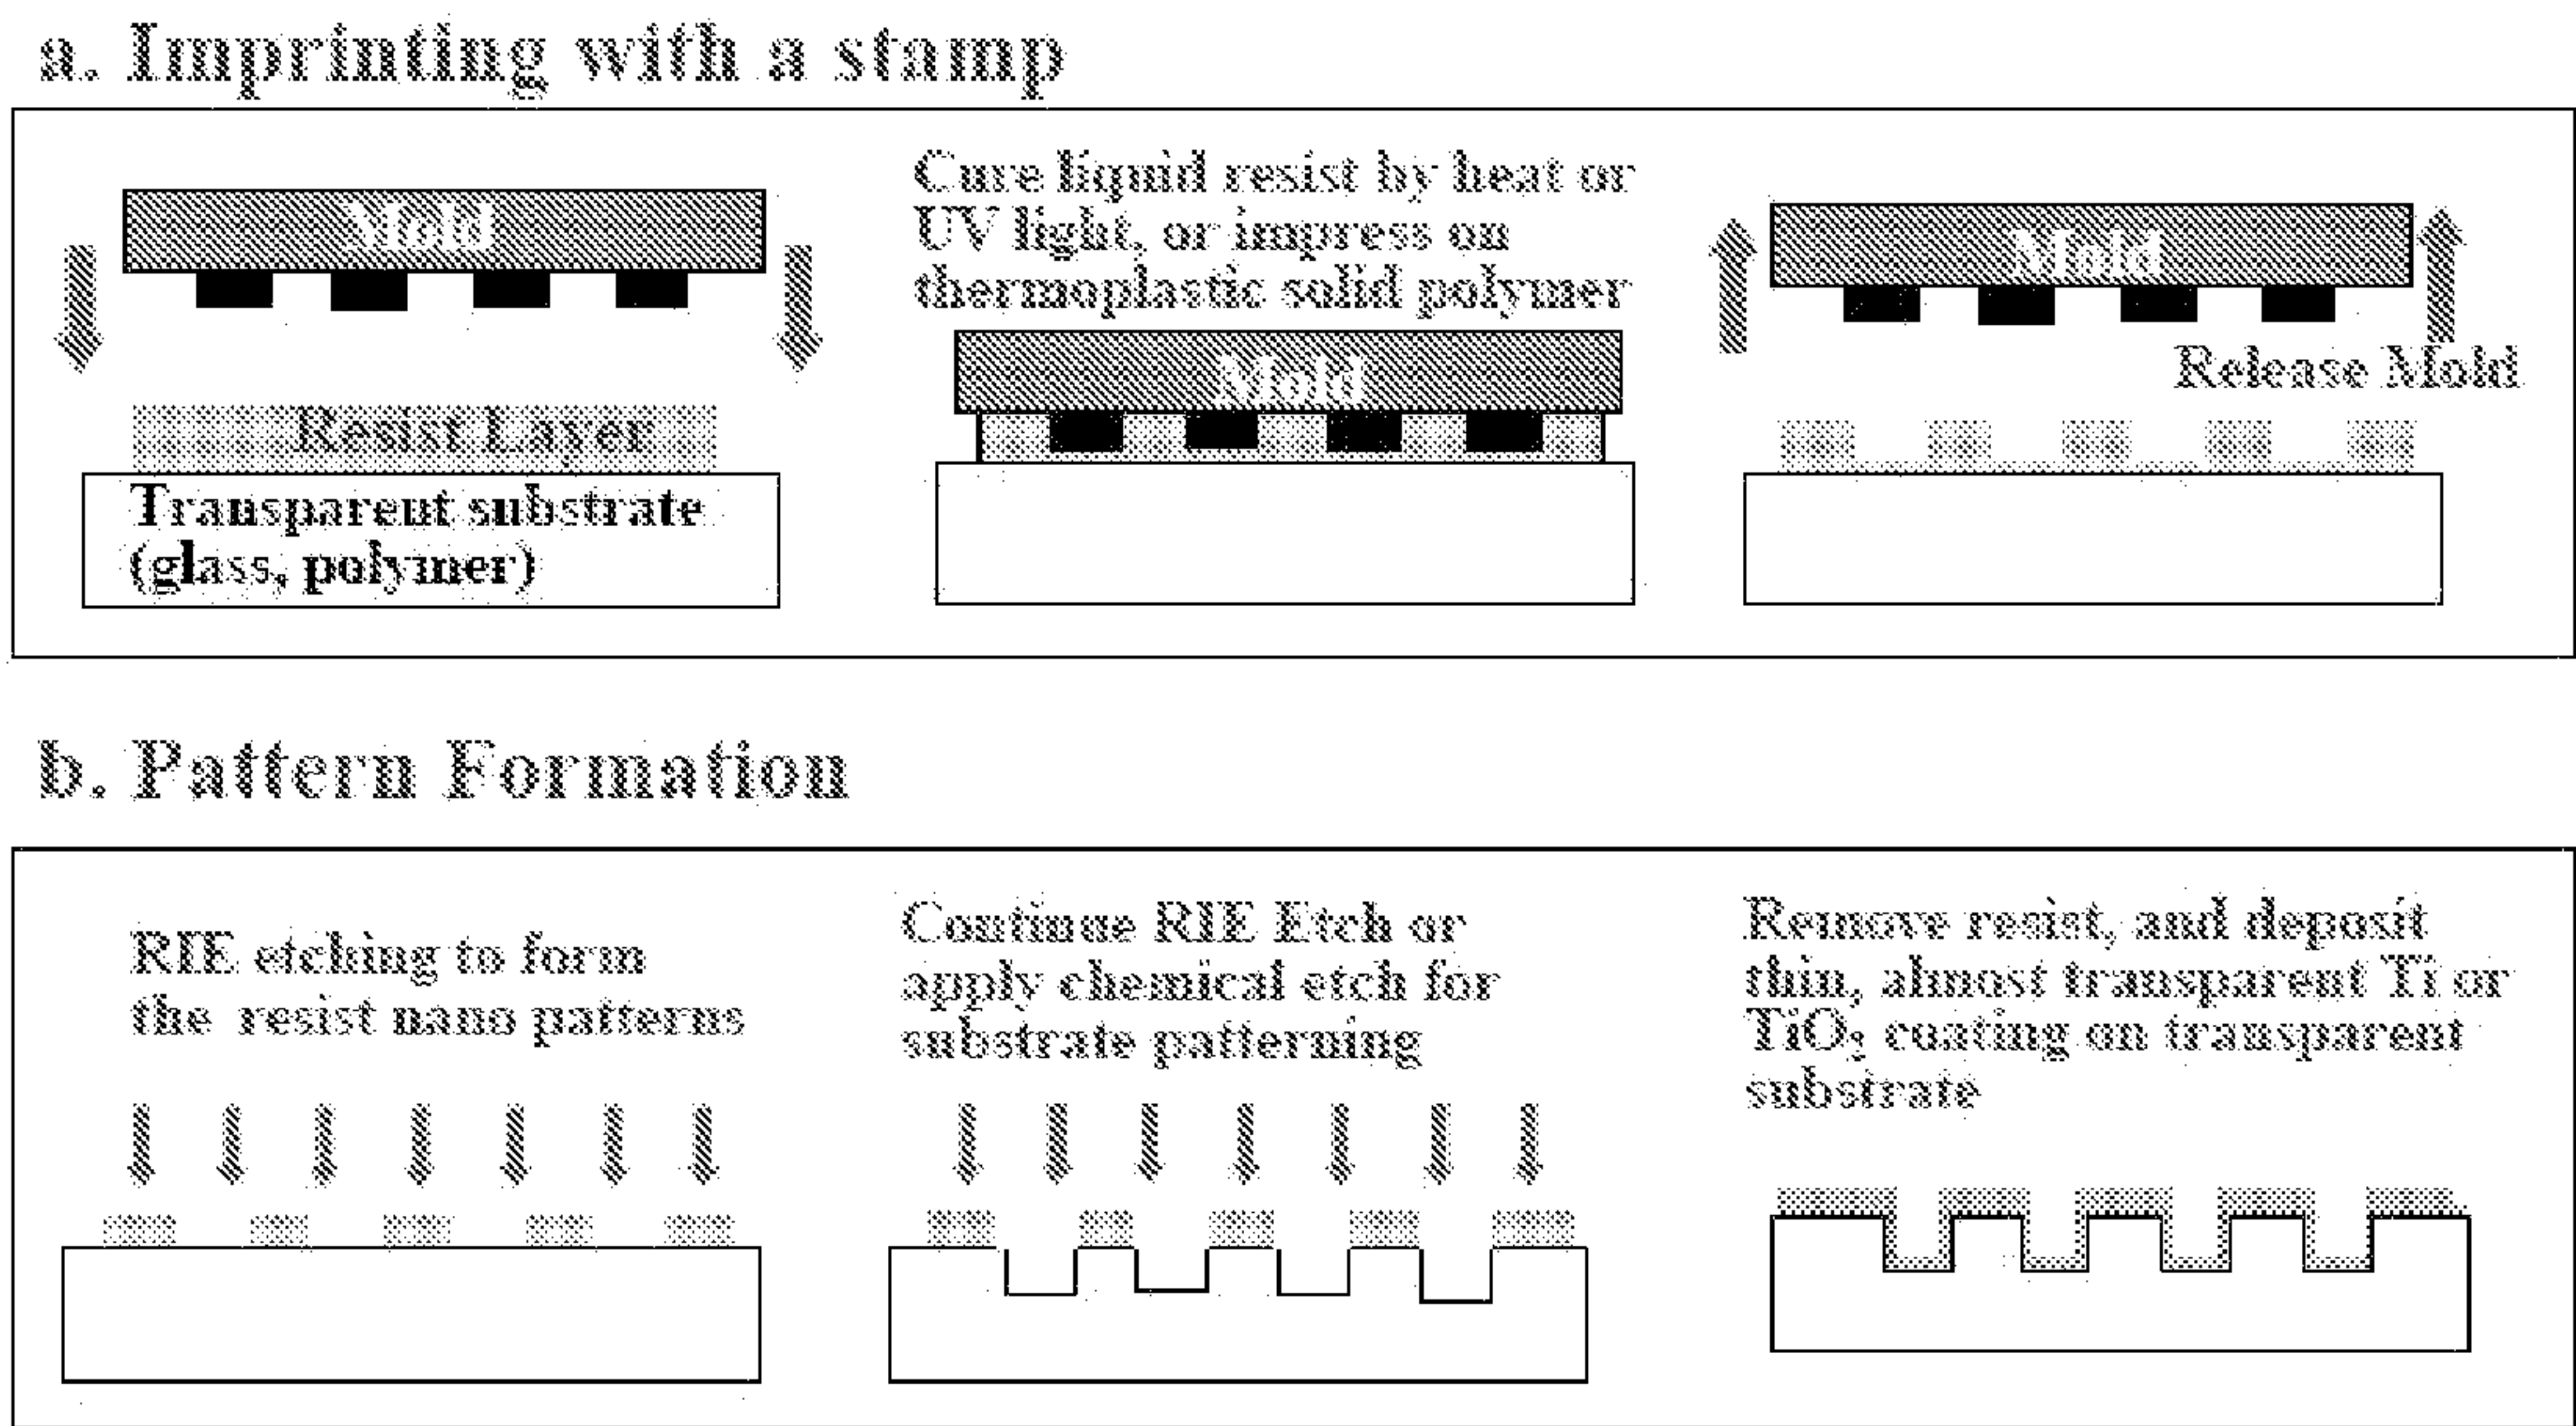 a. Imprinting with a stamp
Mold
Resist Layer
Transparent substrate
(glass, polymer)
Cure liquid resist by heat or
UV light, or impress on
thermoplastic solid polymer
Mold
Mold
Release Mold
b. Pattern Formation
RIE etching to form
the resist nano patterns
Continue RIE Etch or
apply chemical etch for
substrate patterning
Remove resist, and deposit
thin, almost transparent Ti or
TiO₂ coating on transparent
substrate